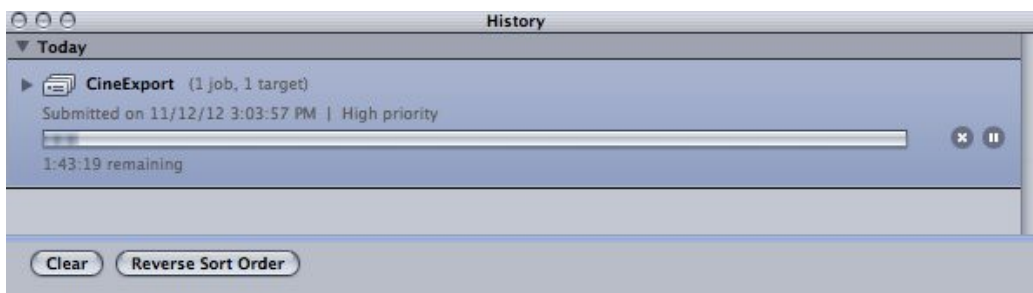 History
Today
CineExport (1 job, 1 target)
Submitted on 11/12/12 3:03:57 PM | High priority
1:43:19 remaining
Clear Reverse Sort Order